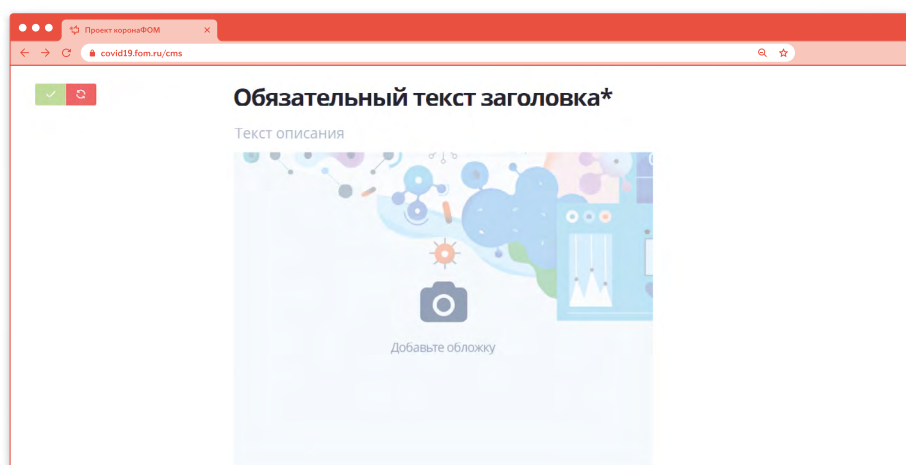 Проект коронаФОМ
covid19.fom.ru/cms
Обязательный текст заголовка*
Текст описания
Добавьте обложку